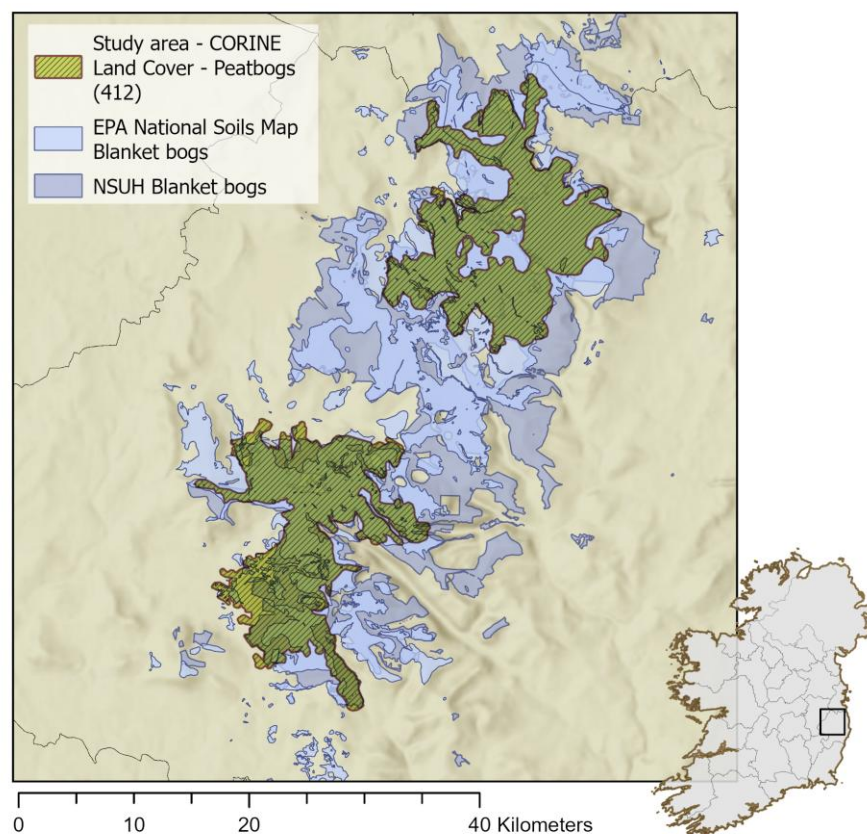 Study area - CORINE
Land Cover - Peatbogs
(412)
EPA National Soils Map
Blanket bogs
NSUH Blanket bogs
0 10 20 40 Kilometers